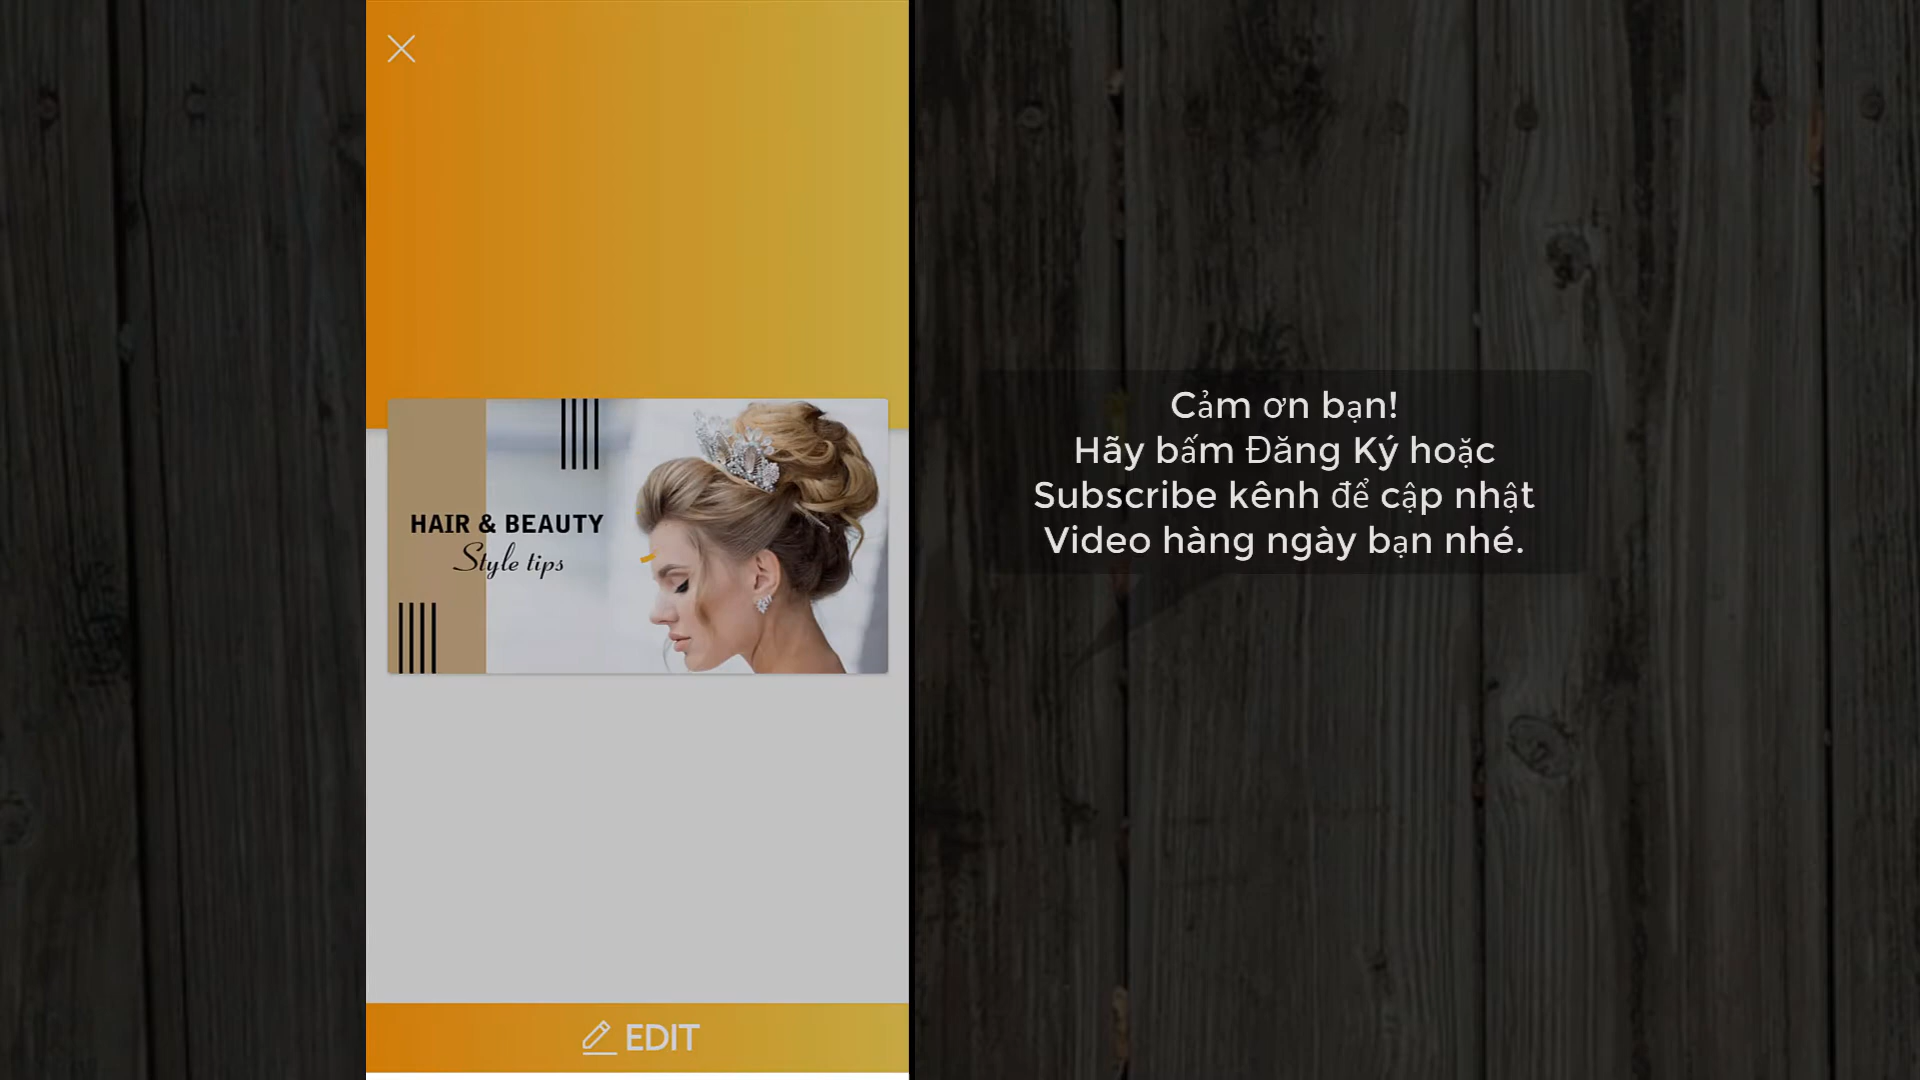 HAIR & BEAUTY
Style tips
EDIT
Cảm ơn bạn!
Hãy bấm Đăng Ký hoặc
Subscribe kênh để cập nhật
Video hàng ngày bạn nhé.